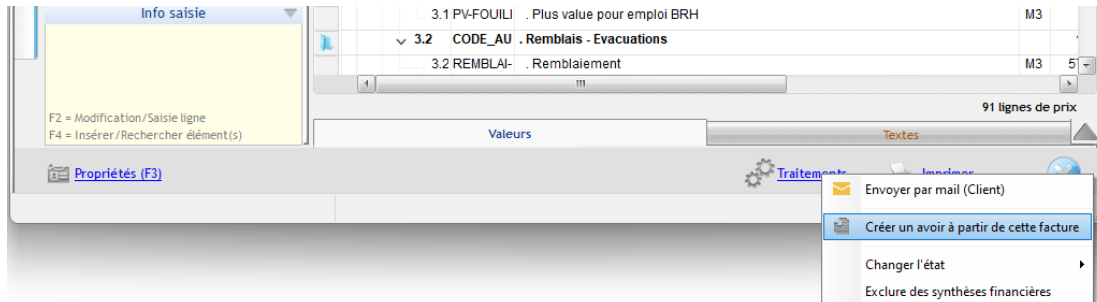 Info saisie
3.1 PV-FOUILI . Plus value pour emploi BRH M3
3.2 CODE_AU . Remblais - Evacuations
3.2 REMBLAI- . Remblaiement M3
91 lignes de prix
F2 = Modification/Saisie ligne
F4 = Insérer/Rechercher élément(s)
Valeurs Textes
Propriétés (F3) Traitements Imprimer
Envoyer par mail (Client)
Créer un avoir à partir de cette facture
Changer l'état
Exclure des synthèses financières